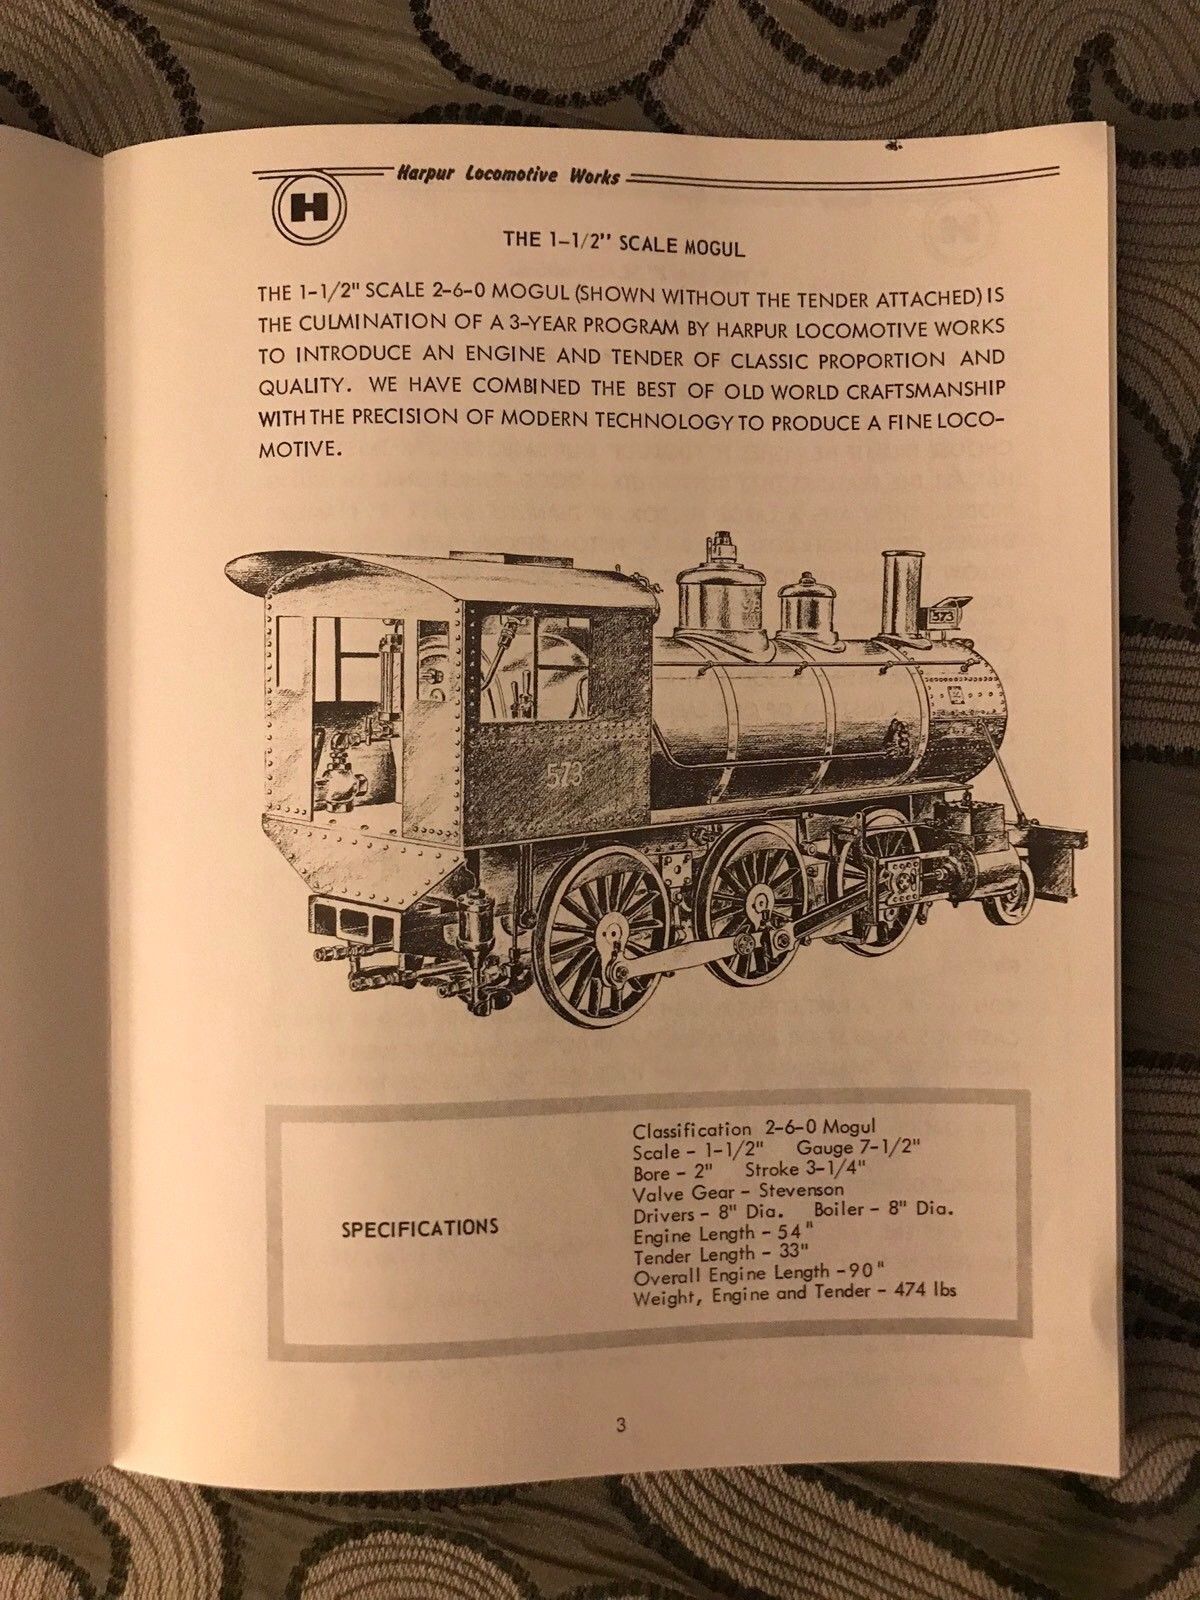 Harpur Locomotive Works
H
THE 1-1/2" SCALE MOGUL
THE 1-1/2" SCALE 2-6-0 MOGUL (SHOWN WITHOUT THE TENDER ATTACHED) IS
THE CULMINATION OF A 3-YEAR PROGRAM BY HARPUR LOCOMOTIVE WORKS
TO INTRODUCE AN ENGINE AND TENDER OF CLASSIC PROPORTION AND
QUALITY. WE HAVE COMBINED THE BEST OF OLD WORLD CRAFTSMANSHIP
WITH THE PRECISION OF MODERN TECHNOLOGY TO PRODUCE A FINE LOCO-
MOTIVE.
573
573
SPECIFICATIONS
Classification 2-6-0 Mogul
Scale - 1-1/2" Gauge 7-1/2"
Bore - 2" Stroke 3-1/4"
Valve Gear - Stevenson
Drivers - 8" Dia. Boiler - 8" Dia.
Engine Length - 54"
Tender Length - 33"
Overall Engine Length -90"
Weight, Engine and Tender - 474 lbs
3